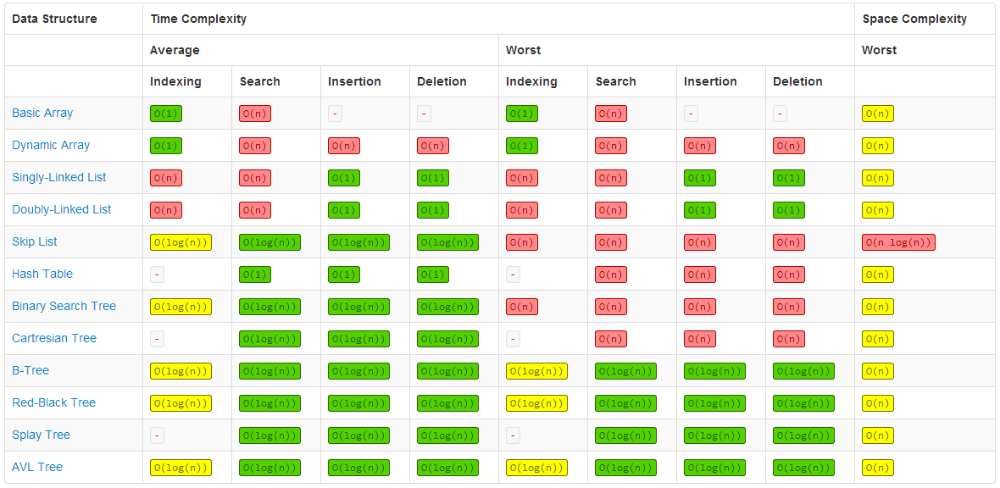 Data Structure Time Complexity Space Complexity
Average Worst Worst
Indexing Search Insertion Deletion Indexing Search Insertion Deletion
Basic Array O(1) O(n) - - O(1) O(n) - - O(n)
Dynamic Array O(1) O(n) O(n) O(n) O(1) O(n) O(n) O(n) O(n)
Singly-Linked List O(n) O(n) O(1) O(1) O(n) O(n) O(1) O(1) O(n)
Doubly-Linked List O(n) O(n) O(1) O(1) O(n) O(n) O(1) O(1) O(n)
Skip List O(log(n)) O(log(n)) O(log(n)) O(log(n)) O(n) O(n) O(n) O(n) O(n log(n))
Hash Table - O(1) O(1) O(1) - O(n) O(n) O(n) O(n)
Binary Search Tree O(log(n)) O(log(n)) O(log(n)) O(log(n)) O(n) O(n) O(n) O(n) O(n)
Cartresian Tree - O(log(n)) O(log(n)) O(log(n)) - O(n) O(n) O(n) O(n)
B-Tree O(log(n)) O(log(n)) O(log(n)) O(log(n)) O(log(n)) O(log(n)) O(log(n)) O(log(n)) O(n)
Red-Black Tree O(log(n)) O(log(n)) O(log(n)) O(log(n)) O(log(n)) O(log(n)) O(log(n)) O(log(n)) O(n)
Splay Tree - O(log(n)) O(log(n)) O(log(n)) - O(log(n)) O(log(n)) O(log(n)) O(n)
AVL Tree O(log(n)) O(log(n)) O(log(n)) O(log(n)) O(log(n)) O(log(n)) O(log(n)) O(log(n)) O(n)